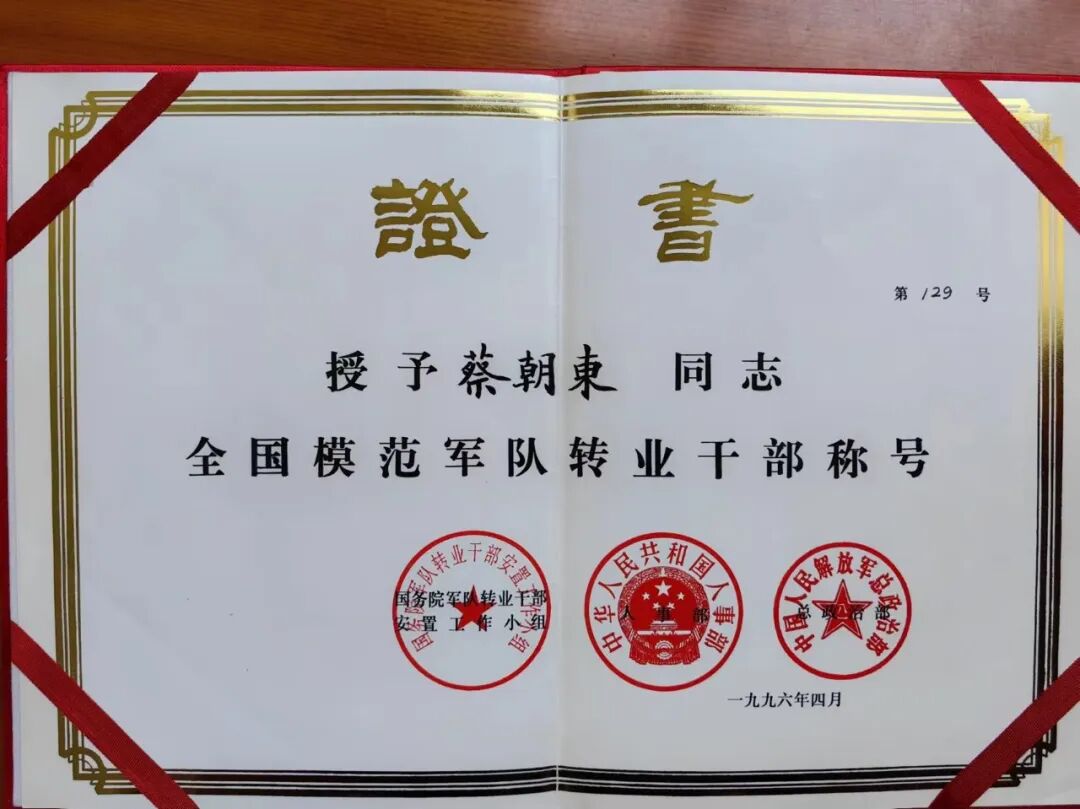 證書
第129号
授予蔡朝東同志
全国模范军队转业干部称号
国务院军队转业干部安置工作小组
国务院军队转业干部
安置工作小组
中华人民共和国人事部
人事部
中国人民解放军总政治部
总政治部
一九九六年四月